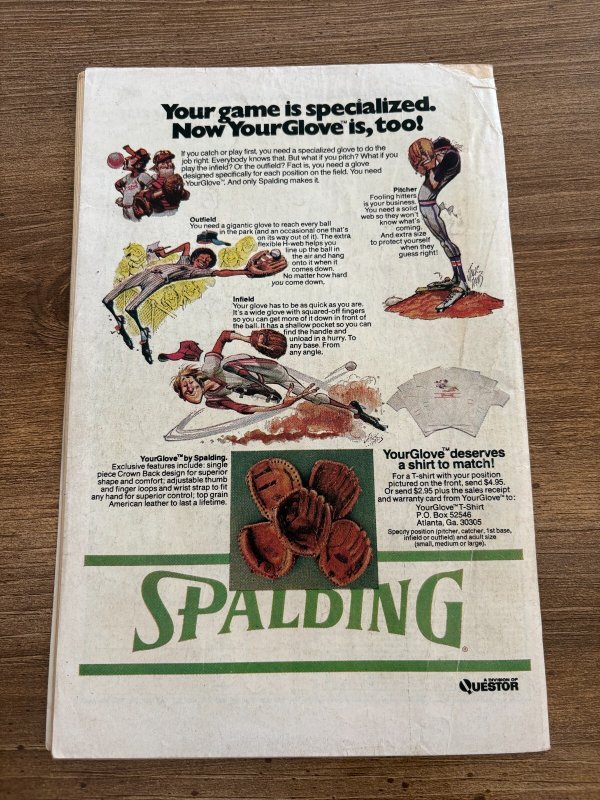 Your game is specialized.
Now YourGlove™ is, too!
If you catch or play first, you need a specialized glove to do the
job right. Everybody knows that. But what if you pitch? What if you
play the infield? Or the outfield? Fact is, you need a glove
designed specifically for each position on the field. You need
YourGlove™. And only Spalding makes it.
Pitcher
Fooling hitters
is your business.
You need a solid
web so they won't
know what's
coming.
And extra size
to protect yourself
when they
guess right!
Outfield
You need a gigantic glove to reach every ball
in the park (and an occasional one that's
on its way out of it). The extra
flexible H-web helps you
line up the ball in
the air and hang
onto it when it
comes down.
No matter how hard
you come down.
Infield
Your glove has to be as quick as you are.
It's a wide glove with squared-off fingers
so you can get more of it down in front of
the ball. It has a shallow pocket so you can
find the handle and
unload in a hurry. To
any base. From
any angle.
YourGlove™ by Spalding.
Exclusive features include: single
piece Crown Back design for superior
shape and comfort; adjustable thumb
and finger loops and wrist strap to fit
any hand for superior control; top grain
American leather to last a lifetime.
YourGlove™ deserves
a shirt to match!
For a T-shirt with your position
pictured on the front, send $4.95.
Or send $2.95 plus the sales receipt
and warranty card from YourGlove™ to:
YourGlove™ T-Shirt
P.O. Box 52546
Atlanta, Ga. 30305
Specify position (pitcher, catcher, 1st base,
infield or outfield) and adult size
(small, medium or large).
SPALDING®
A DIVISION OF
QUESTOR